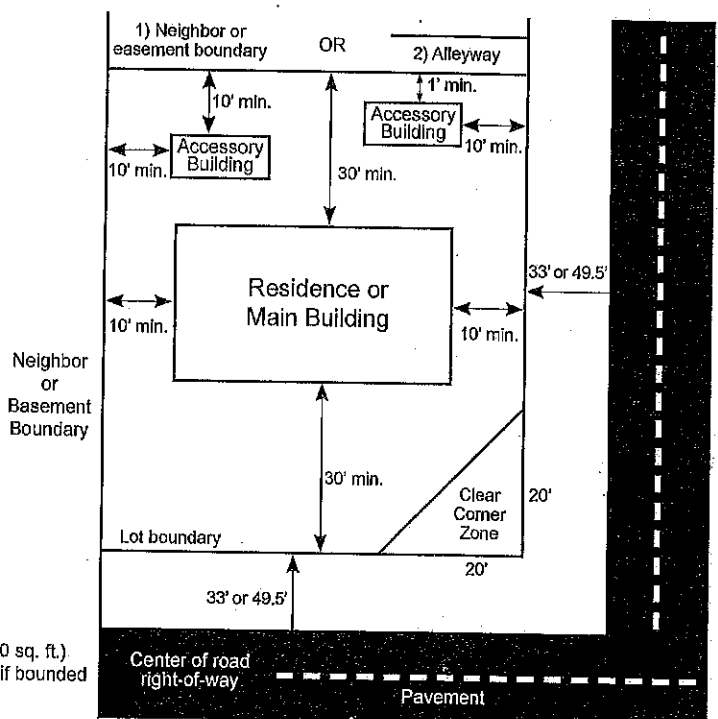 1) Neighbor or
easement boundary
OR
2) Alleyway
10' min.
1' min.
Accessory
Building
Accessory
Building
10' min.
10' min.
30' min.
33' or 49.5'
Residence or
Main Building
10' min.
10' min.
Neighbor
or
Basement
Boundary
30' min.
Clear
Corner
Zone
20'
Lot boundary
20'
33' or 49.5'
0 sq. ft.)
if bounded
Center of road
right-of-way
Pavement